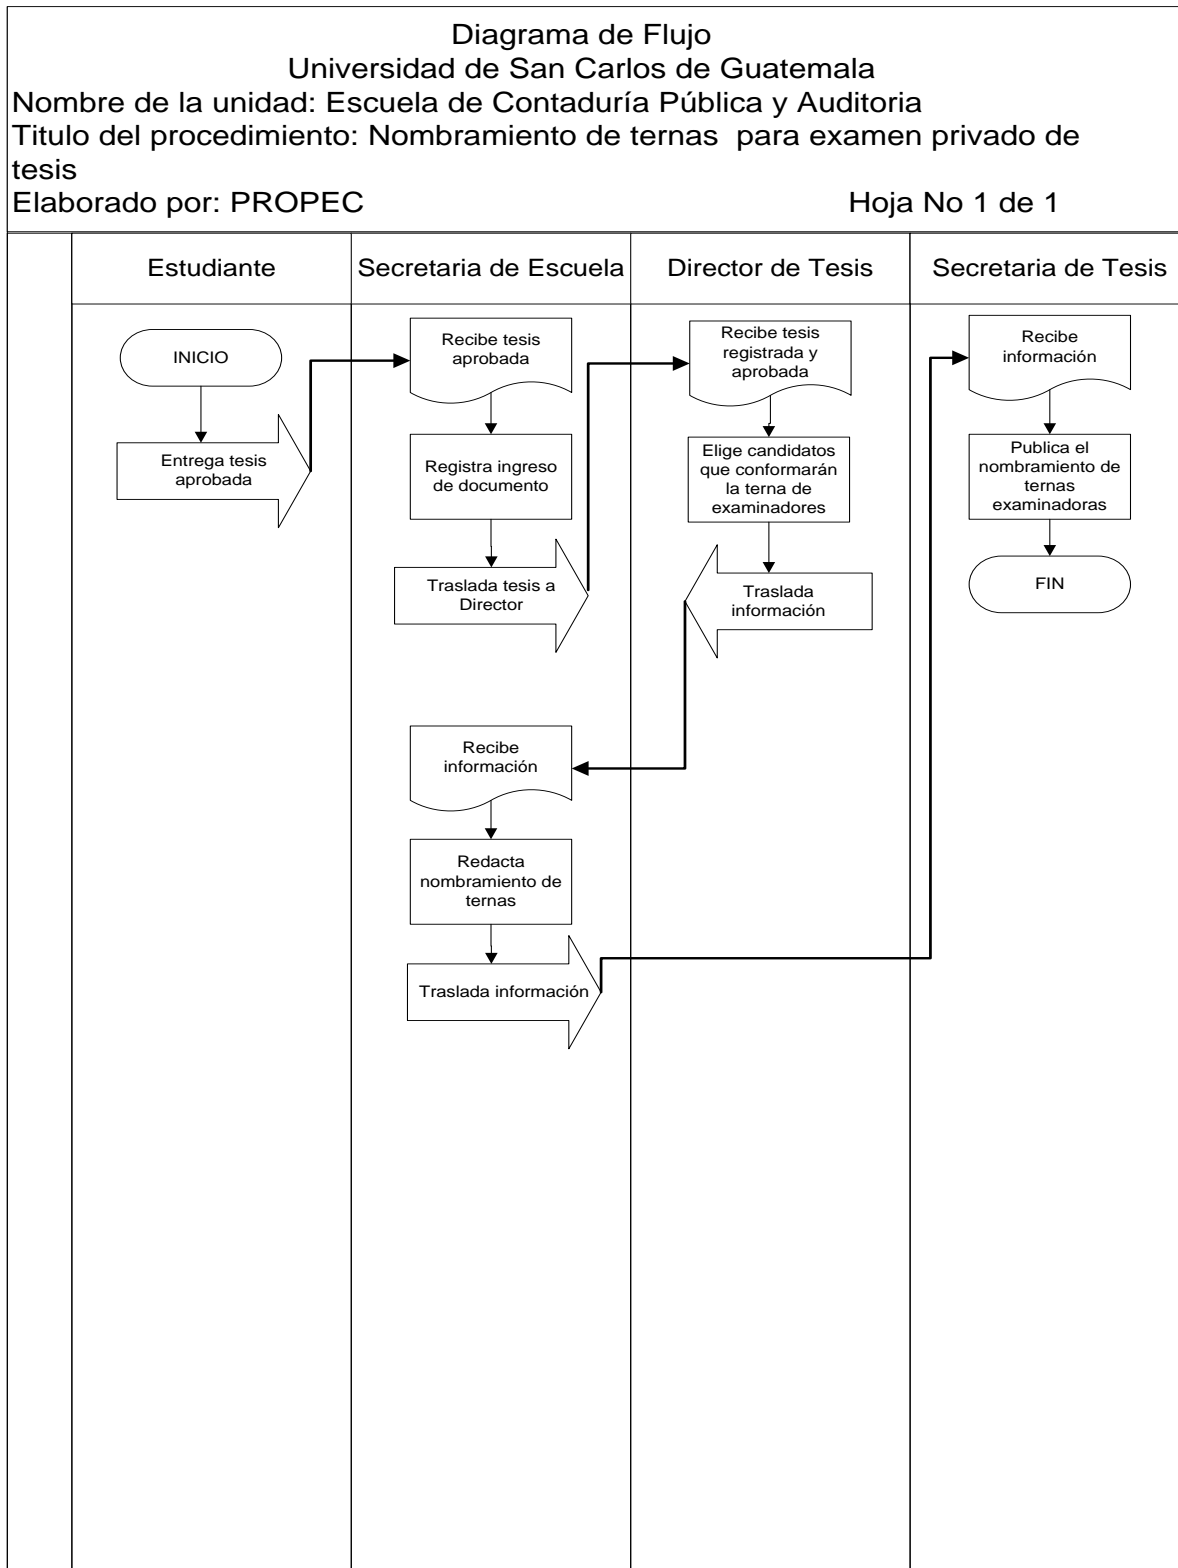 Diagrama de Flujo
Universidad de San Carlos de Guatemala
Nombre de la unidad: Escuela de Contaduría Pública y Auditoria
Titulo del procedimiento: Nombramiento de ternas  para examen privado de
tesis
Elaborado por: PROPEC
Hoja No 1 de 1
Estudiante
Secretaria de Escuela
Director de Tesis
Secretaria de Tesis
INICIO
Entrega tesis
aprobada
Recibe tesis
aprobada
Registra ingreso
de documento
Traslada tesis a
Director
Recibe tesis
registrada y
aprobada
Elige candidatos
que conformarán
la terna de
examinadores
Traslada
información
Recibe
información
Redacta
nombramiento de
ternas
Traslada información
Recibe
información
Publica el
nombramiento de
ternas
examinadoras
FIN